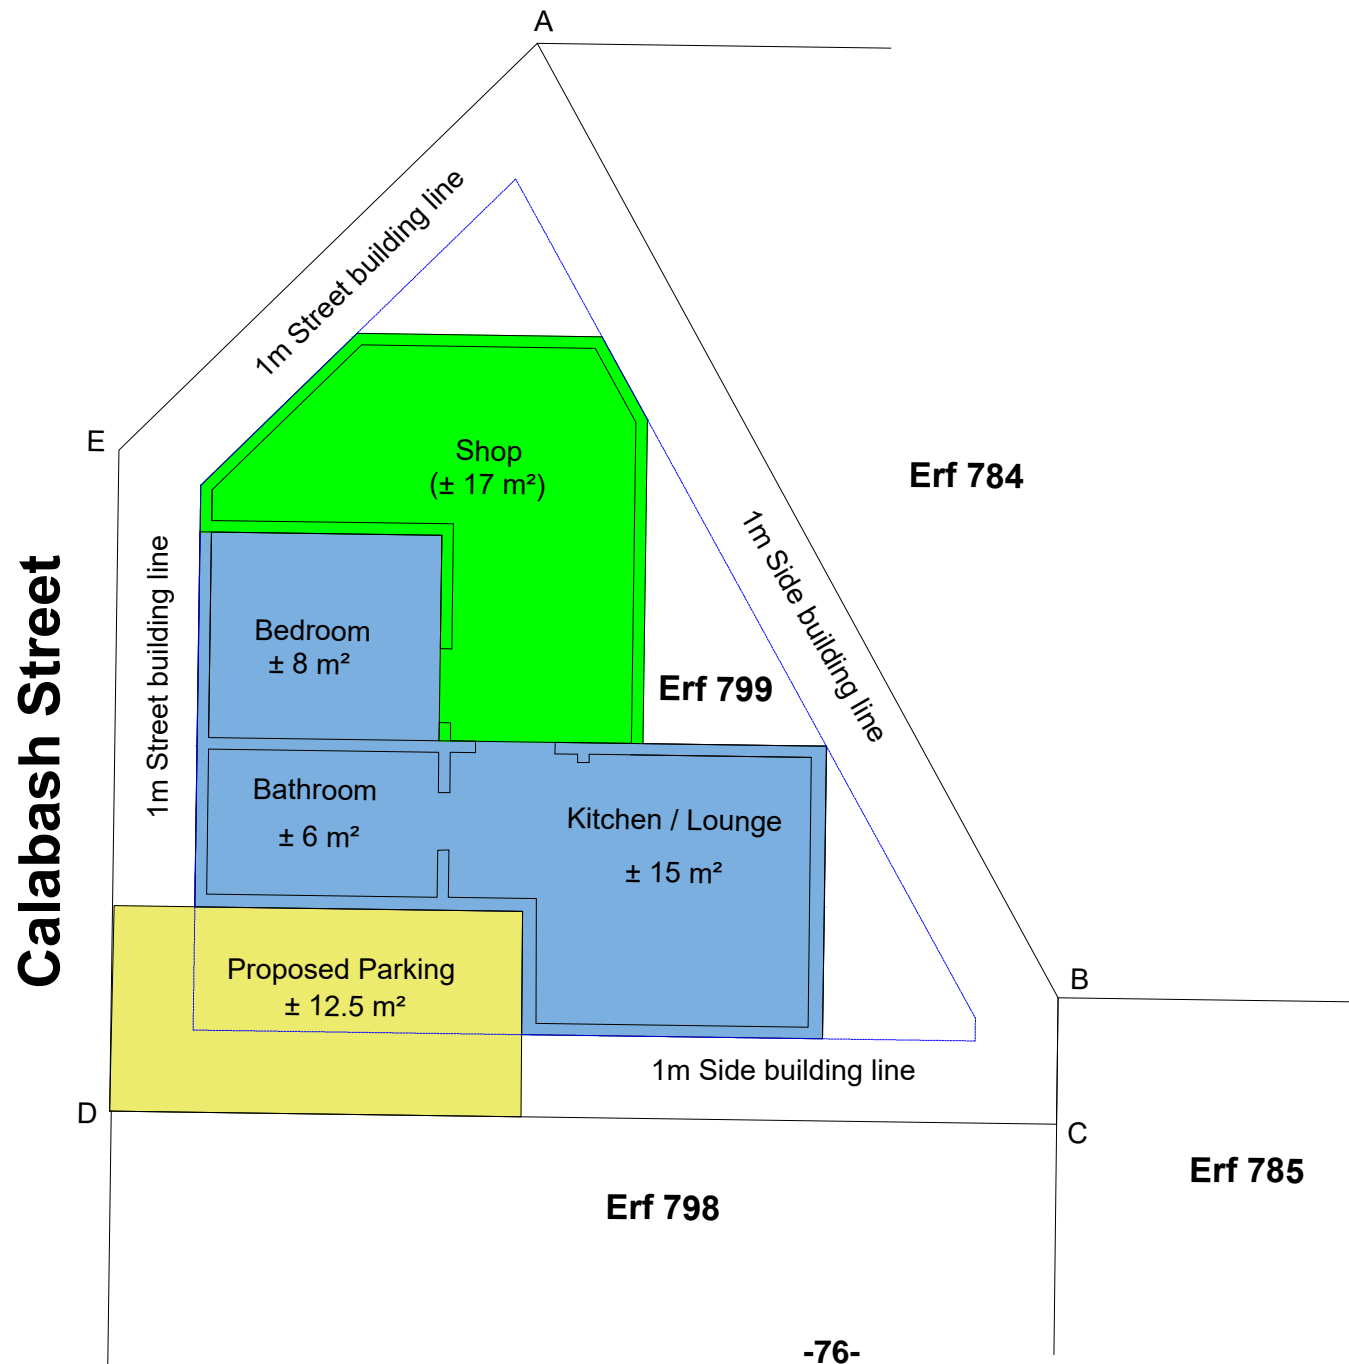 A
1m Street building line
E
Shop
(± 17 m²)
Erf 784
1m Side building line
Calabash Street
1m Street building line
Bedroom
± 8 m²
Erf 799
Bathroom
± 6 m²
Kitchen / Lounge
± 15 m²
Proposed Parking
± 12.5 m²
B
1m Side building line
D
C
Erf 785
Erf 798
-76-